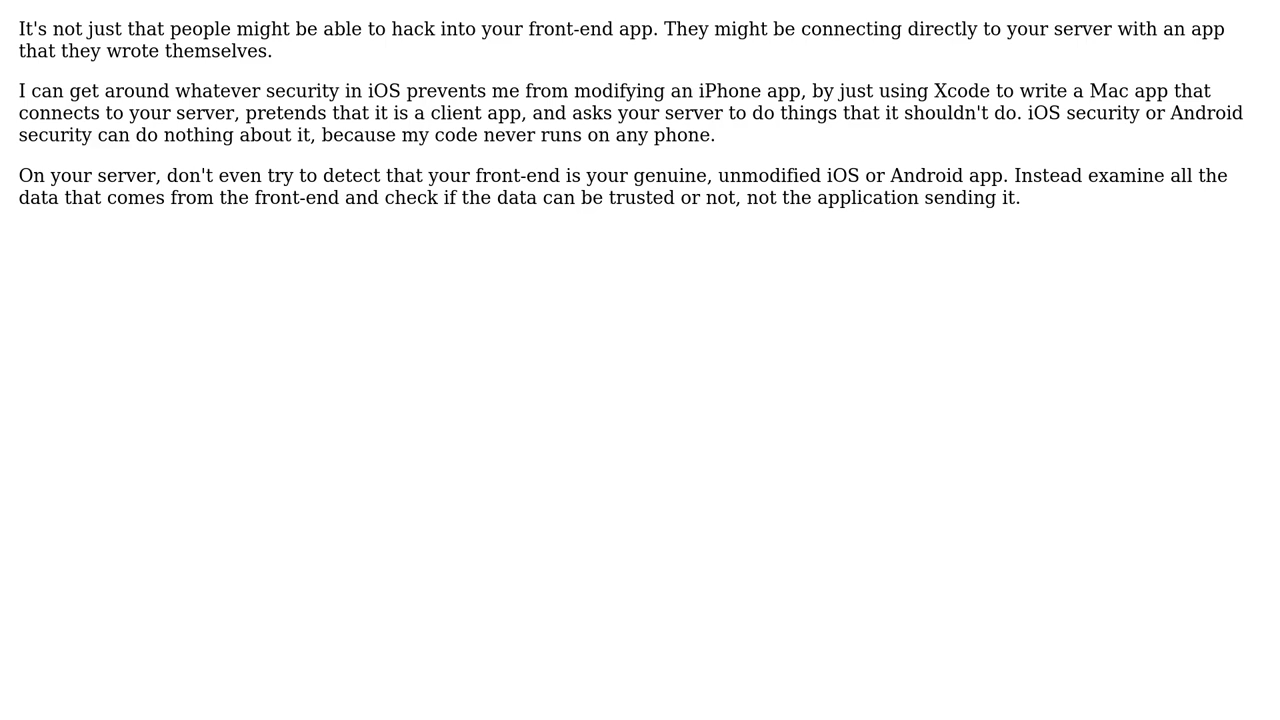 It's not just that people might be able to hack into your front-end app. They might be connecting directly to your server with an app
that they wrote themselves.
I can get around whatever security in iOS prevents me from modifying an iPhone app, by just using Xcode to write a Mac app that
connects to your server, pretends that it is a client app, and asks your server to do things that it shouldn't do. iOS security or Android
security can do nothing about it, because my code never runs on any phone.
On your server, don't even try to detect that your front-end is your genuine, unmodified iOS or Android app. Instead examine all the
data that comes from the front-end and check if the data can be trusted or not, not the application sending it.